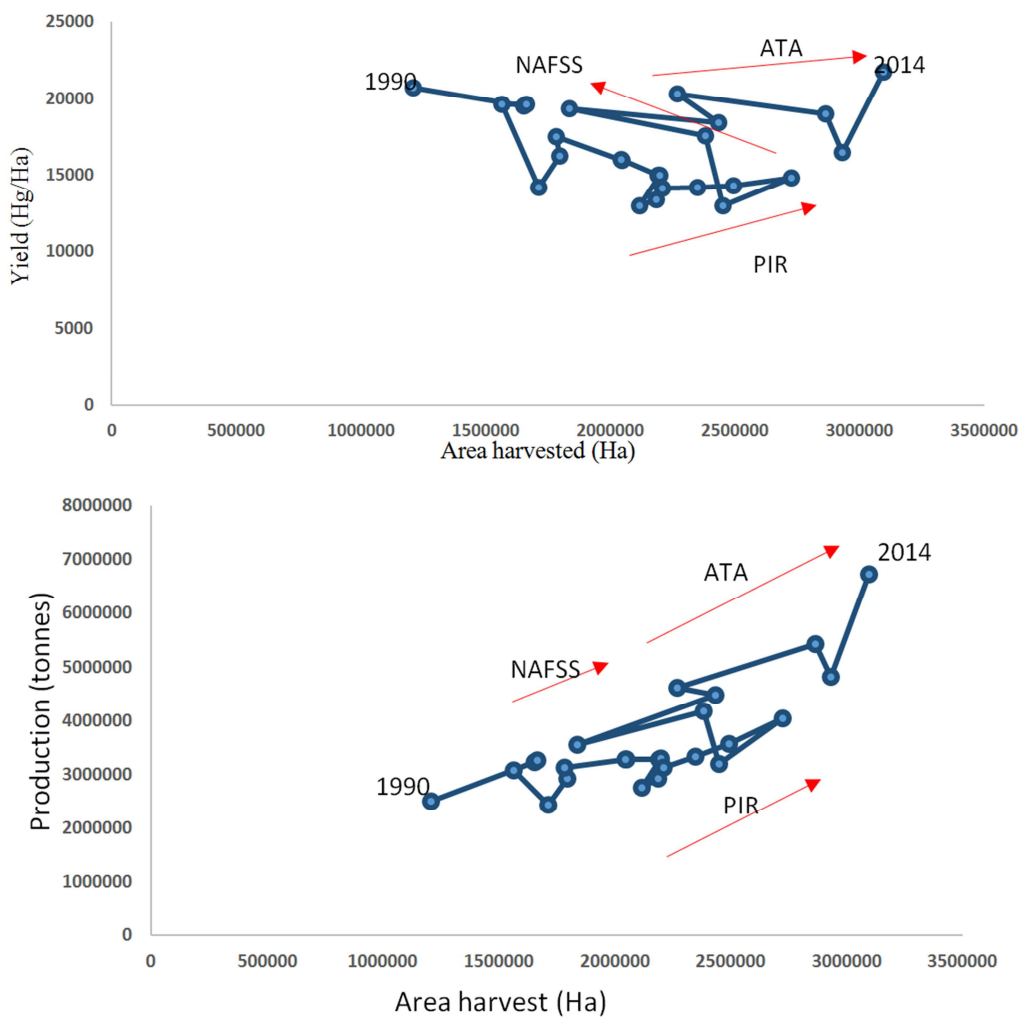 25000
20000
15000
10000
5000
0
Yield (Hg/Ha)
1990
NAFSS
ATA
2014
PIR
0 500000 1000000 1500000 2000000 2500000 3000000 3500000
Area harvested (Ha)
8000000
7000000
6000000
5000000
4000000
3000000
2000000
1000000
0
Production (tonnes)
2014
ATA
NAFSS
1990
PIR
0 500000 1000000 1500000 2000000 2500000 3000000 3500000
Area harvest (Ha)